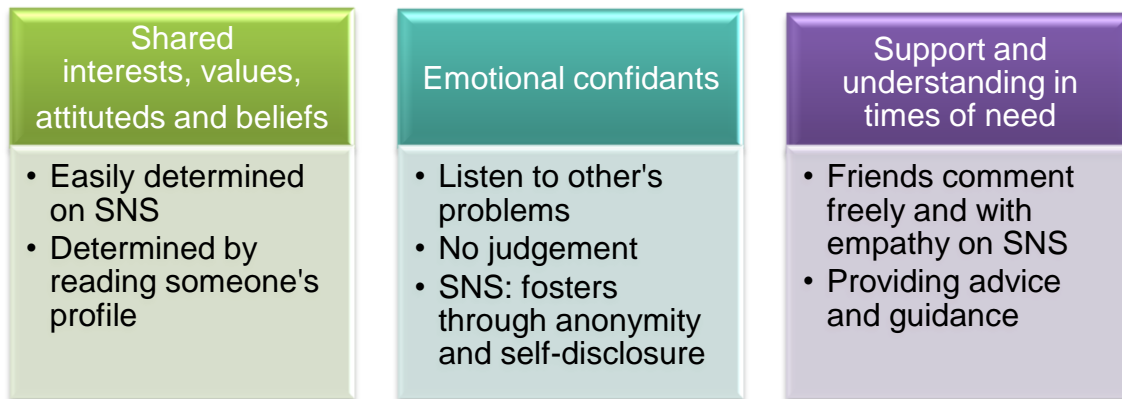 Shared
interests, values,
attituteds and beliefs
• Easily determined
on SNS
• Determined by
reading someone's
profile
Emotional confidants
• Listen to other's
problems
• No judgement
• SNS: fosters
through anonymity
and self-disclosure
Support and
understanding in
times of need
• Friends comment
freely and with
empathy on SNS
• Providing advice
and guidance